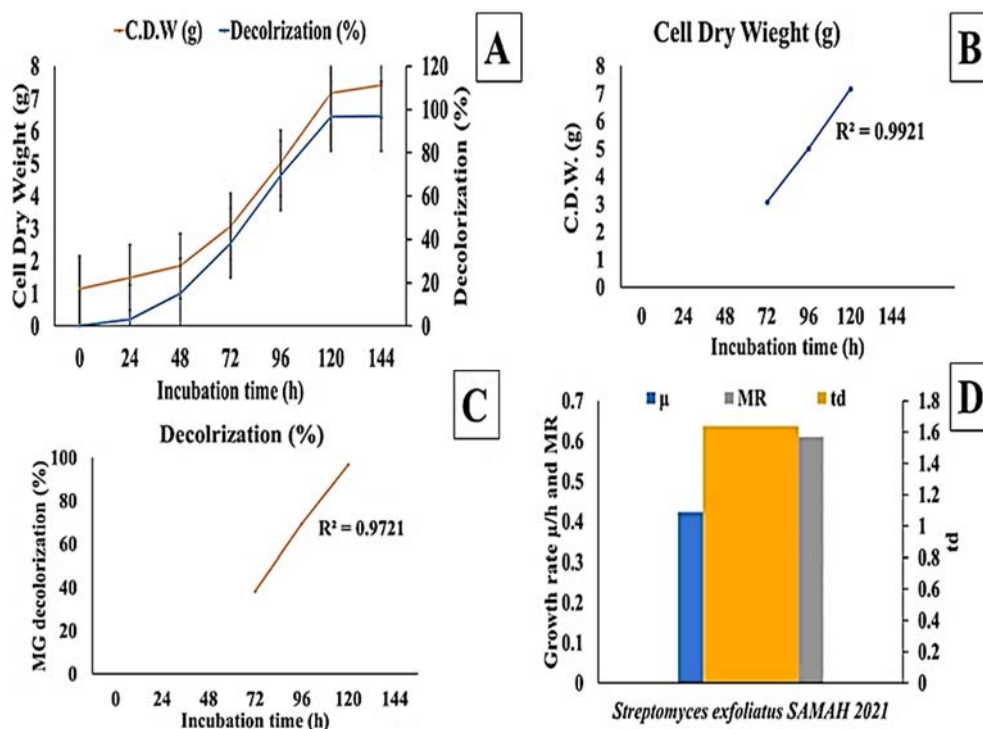 C.D.W (g) Decolrization (%)
A
8
7
6
5
4
3
2
1
0
Cell Dry Weight (g)
120
100
80
60
40
20
0
Decolorization (%)
0 24 48 72 96 120 144
Incubation time (h)
B
Cell Dry Wieght (g)
8
7
6
5
4
3
2
1
0
C.D.W. (g)
R² = 0.9921
0 24 48 72 96 120 144
Incubation time (h)
C
Decolrization (%)
100
80
60
40
20
0
MG decolorization (%)
R² = 0.9721
0 24 48 72 96 120 144
Incubation time (h)
D
µ MR td
0.7
0.6
0.5
0.4
0.3
0.2
0.1
0
Growth rate µ/h and MR
1.8
1.6
1.4
1.2
1
0.8
0.6
0.4
0.2
0
td
Streptomyces exfoliatus SAMAH 2021